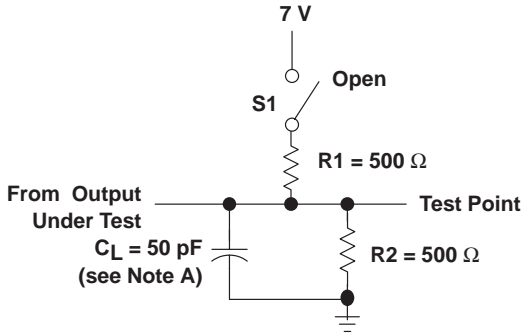 7 V
Open
S1
R1 = 500 Ω
From Output
Under Test
Test Point
CL = 50 pF
(see Note A)
R2 = 500 Ω